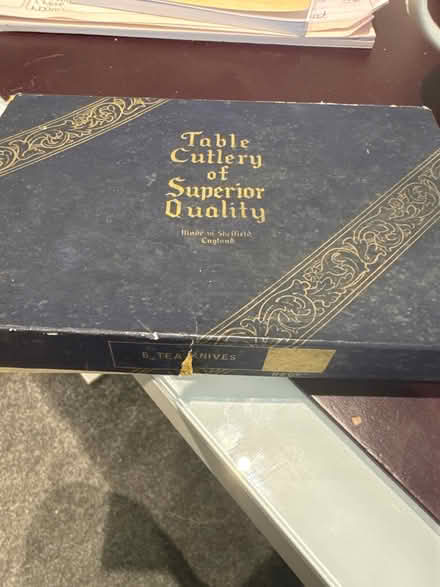 Table
Cutlery
of
Superior
Quality
Made in Sheffield
England
6 TEA KNIVES